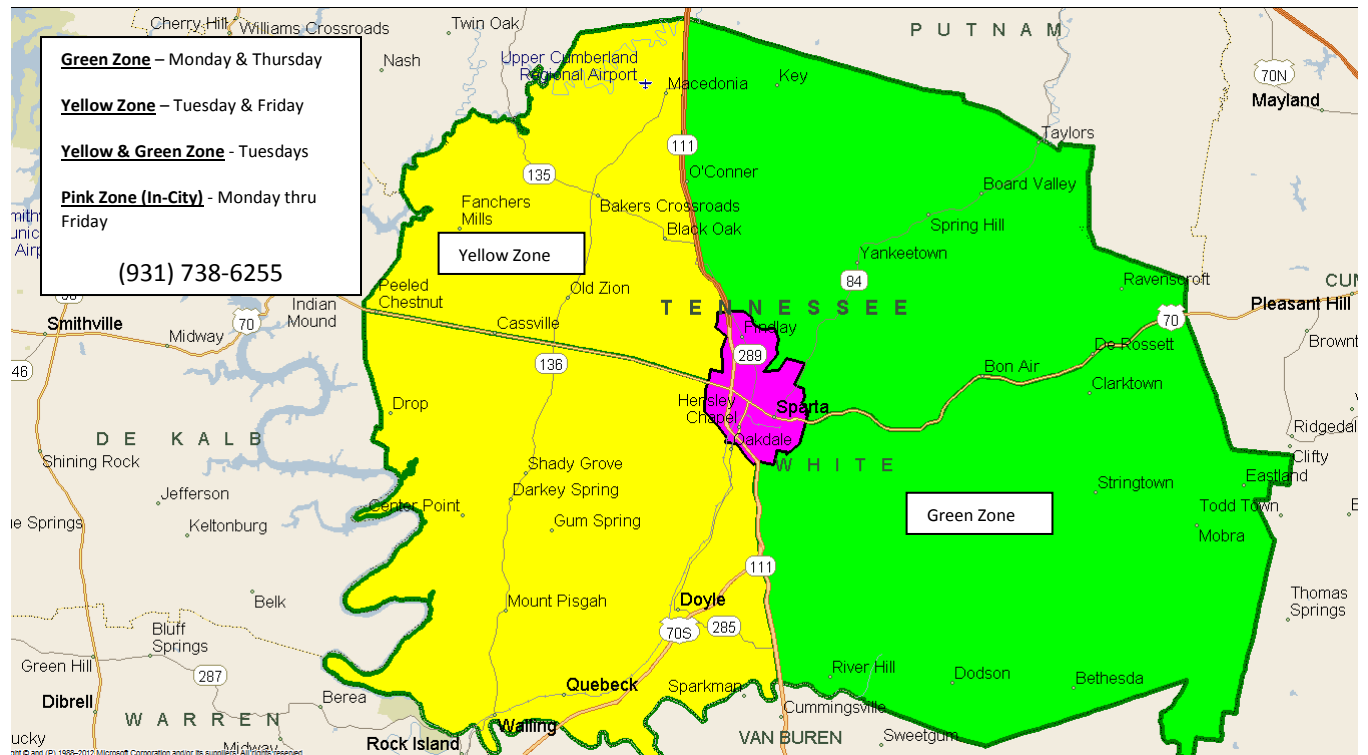 Cherry Hill
Williams Crossroads
Twin Oak
PUTNAM
Green Zone – Monday & Thursday
Yellow Zone – Tuesday & Friday
Yellow & Green Zone - Tuesdays
Pink Zone (In-City) - Monday thru
Friday
(931) 738-6255
Nash
Upper Cumberland
Regional Airport
Macedonia
Key
70N
Mayland
111
Taylors
135
O'Conner
Board Valley
Fanchers
Mills
Bakers Crossroads
Spring Hill
Black Oak
Yellow Zone
Yankeetown
84
Ravenscroft
Peeled
Chestnut
Old Zion
TENNESSEE
Pleasant Hill
Indian
Mound
70
Smithville
Midway
Cassville
Findlay
70
289
De Rossett
136
46
Bon Air
Clarktown
Hensley
Chapel
Sparta
Drop
Oakdale
DE KALB
WHITE
Ridgedal
Clifty
Shining Rock
Shady Grove
Eastland
Jefferson
Darkey Spring
Stringtown
Center Point
Todd Town
Green Zone
ue Springs
Keltonburg
Gum Spring
Mobra
111
Belk
Mount Pisgah
Doyle
Thomas
Springs
70S
285
Bluff
Springs
Green Hill
287
River Hill
Dodson
Bethesda
Quebeck
Sparkman
Dibrell
Berea
Cummingsville
WARREN
Walling
VAN BUREN
Sweetgum
ucky
Midway
Rock Island